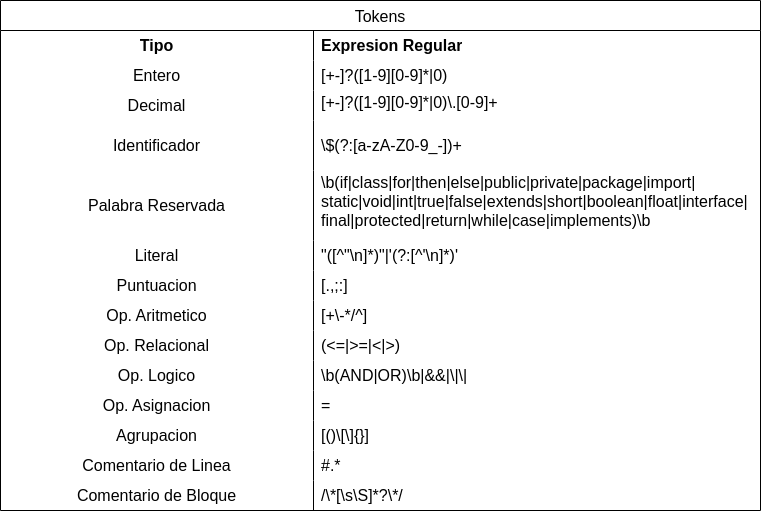 Tokens
Tipo Expresion Regular
Entero [+-]?([1-9][0-9]*|0)
Decimal [+-]?([1-9][0-9]*|0)\.[0-9]+
Identificador \$(?:[a-zA-Z0-9_-])+
\b(if|class|for|then|else|public|private|package|import|
Palabra Reservada static|void|int|true|false|extends|short|boolean|float|interface|
final|protected|return|while|case|implements)\b
Literal "([^"\n]*)"|'(?:[^'\n]*)'
Puntuacion [.,;:]
Op. Aritmetico [+\-*/^]
Op. Relacional (<=|>=|<|>)
Op. Logico \b(AND|OR)\b|&&|\|\|
Op. Asignacion =
Agrupacion [()\[\]{}]
Comentario de Linea #.*
Comentario de Bloque /\*[\s\S]*?\*/